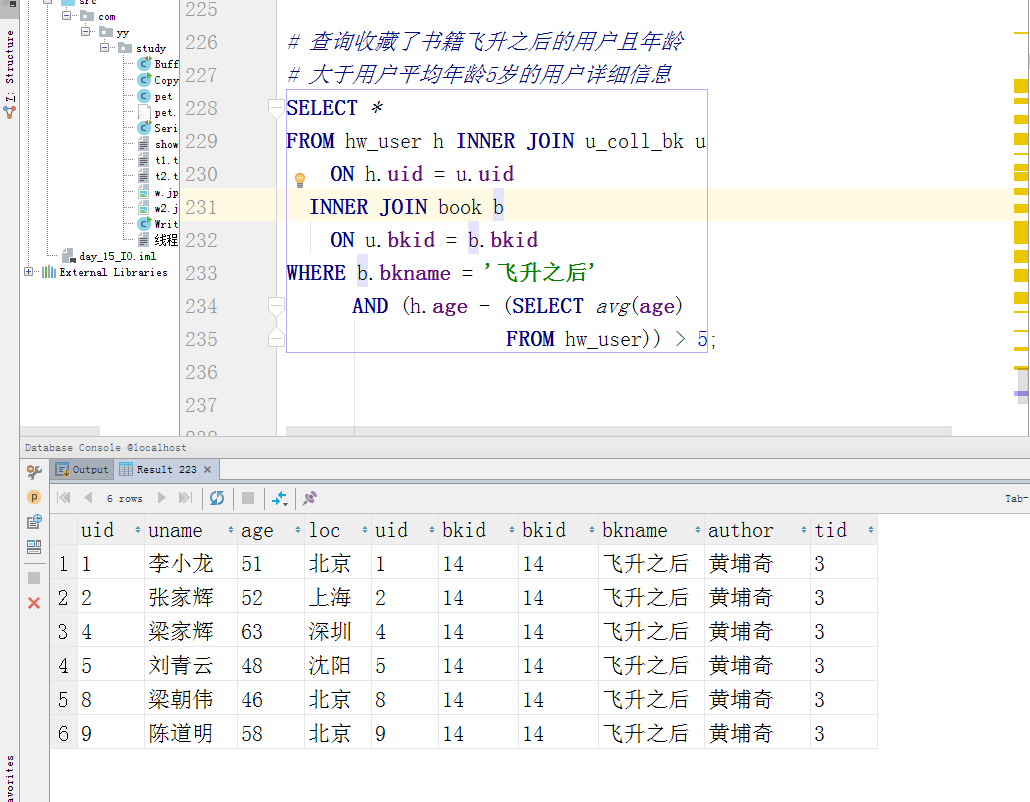 src
com
yy
study
Buff
Copy
pet
pet.
Seri
show
t1.t
t2.t
w.jp
w2.j
Writ
线程
day_15_IO.iml
External Libraries
7: Structure
225
226 # 查询收藏了书籍飞升之后的用户且年龄
227 # 大于用户平均年龄5岁的用户详细信息
228 SELECT *
229 FROM hw_user h INNER JOIN u_coll_bk u
230 ON h.uid = u.uid
231 INNER JOIN book b
232 ON u.bkid = b.bkid
233 WHERE b.bkname = '飞升之后'
234 AND (h.age - (SELECT avg(age)
235 FROM hw_user)) > 5;
236
237
238
Database Console @localhost
Output Result 223
6 rows Tab-
uid uname age loc uid bkid bkid bkname author tid
1 1 李小龙 51 北京 1 14 14 飞升之后 黄埔奇 3
2 2 张家辉 52 上海 2 14 14 飞升之后 黄埔奇 3
3 4 梁家辉 63 深圳 4 14 14 飞升之后 黄埔奇 3
4 5 刘青云 48 沈阳 5 14 14 飞升之后 黄埔奇 3
5 8 梁朝伟 46 北京 8 14 14 飞升之后 黄埔奇 3
6 9 陈道明 58 北京 9 14 14 飞升之后 黄埔奇 3
avorites